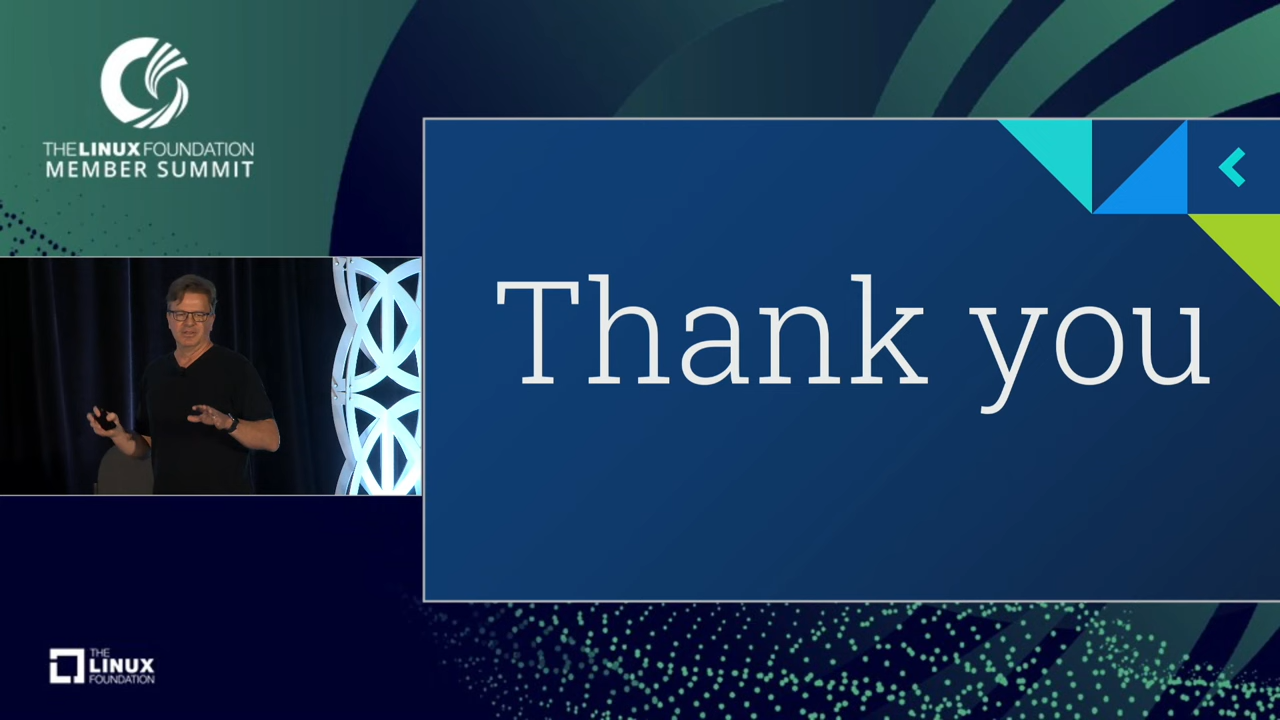 THE LINUX FOUNDATION
MEMBER SUMMIT
Thank you
THE
LINUX
FOUNDATION